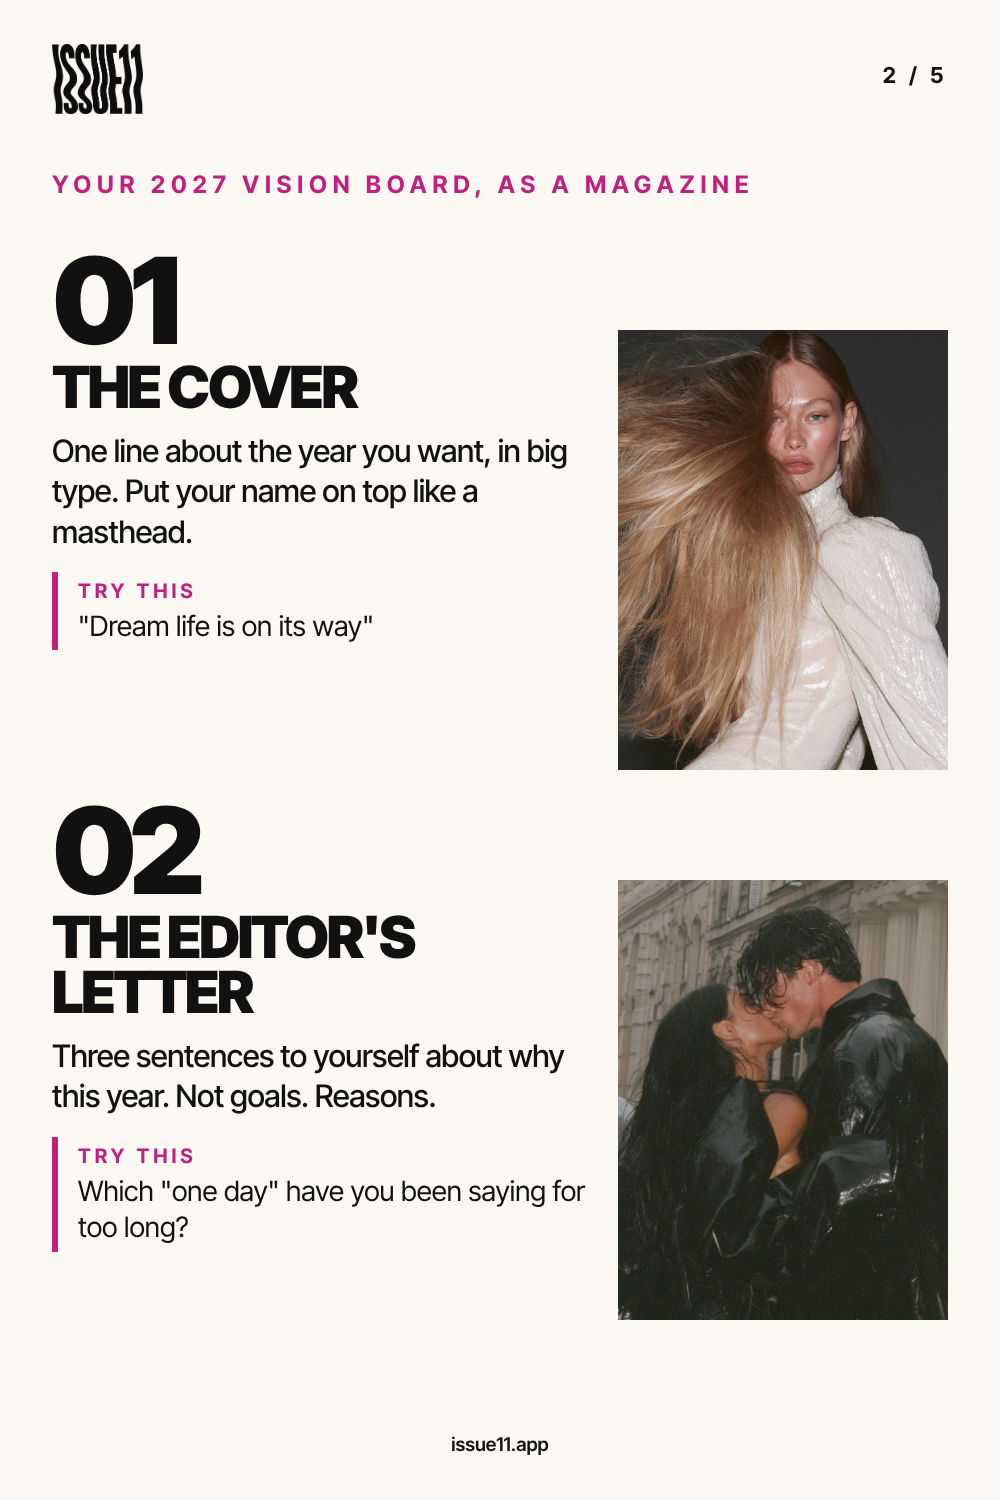 ISSUE11
2 / 5
YOUR 2027 VISION BOARD, AS A MAGAZINE
01
THE COVER
One line about the year you want, in big
type. Put your name on top like a
masthead.
TRY THIS
"Dream life is on its way"
02
THE EDITOR'S
LETTER
Three sentences to yourself about why
this year. Not goals. Reasons.
TRY THIS
Which "one day" have you been saying for
too long?
issue11.app